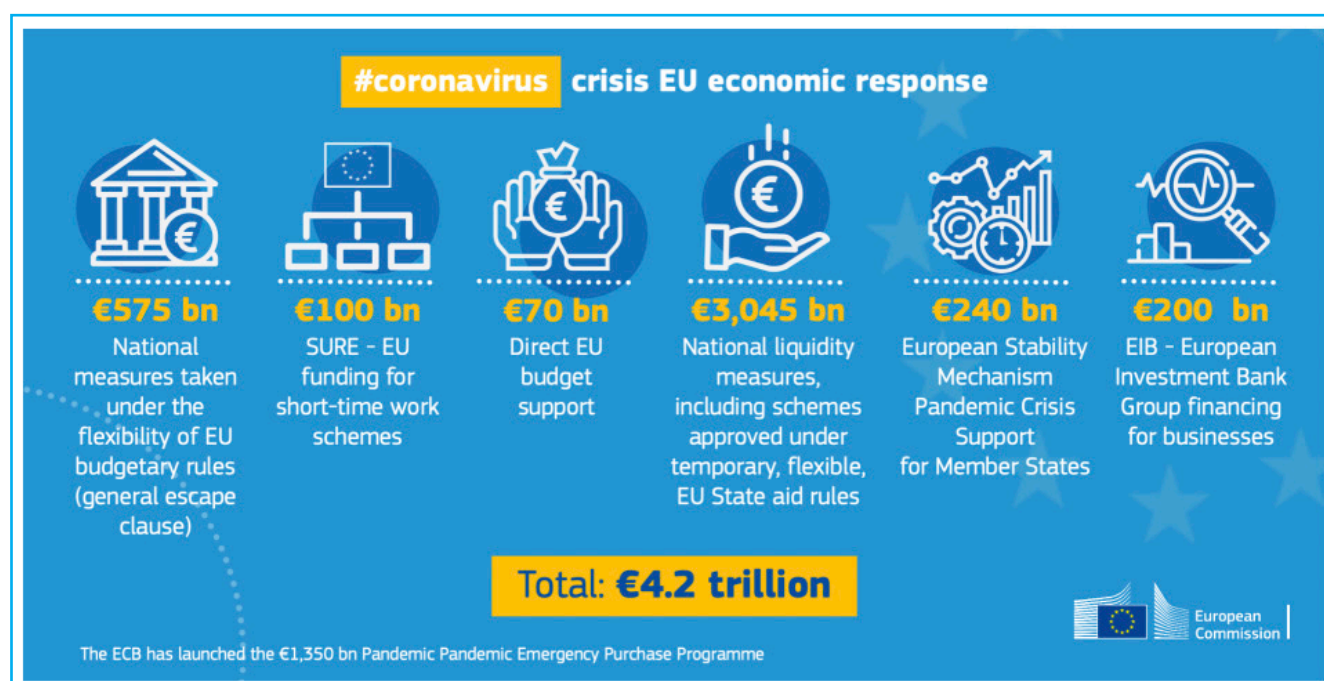 #coronavirus crisis EU economic response
€575 bn
National
measures taken
under the
flexibility of EU
budgetary rules
(general escape
clause)
€100 bn
SURE - EU
funding for
short-time work
schemes
€70 bn
Direct EU
budget
support
€3,045 bn
National liquidity
measures,
including schemes
approved under
temporary, flexible,
EU State aid rules
€240 bn
European Stability
Mechanism
Pandemic Crisis
Support
for Member States
€200 bn
EIB - European
Investment Bank
Group financing
for businesses
Total: €4.2 trillion
European
Commission
The ECB has launched the €1,350 bn Pandemic Pandemic Emergency Purchase Programme